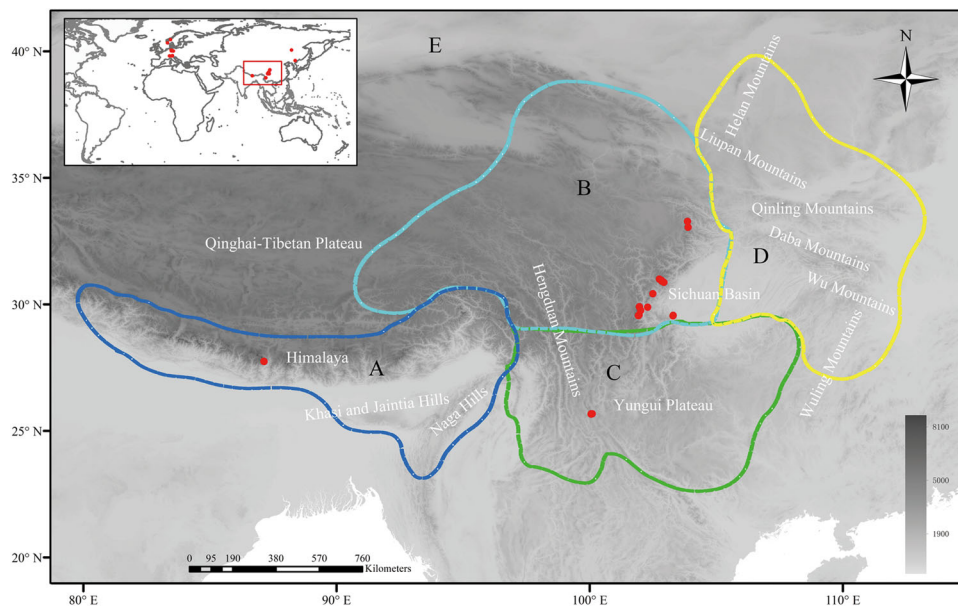 E
N
40° N
Helan Mountains
Liupan Mountains
35° N
B
Qinling Mountains
Qinghai-Tibetan Plateau
D
Daba Mountains
Wu Mountains
Hengduan Mountains
Sichuan Basin
30° N
Himalaya
A
C
Wuling Mountains
Khasi and Jaintia Hills
Naga Hills
Yungui Plateau
25° N
8100
5000
1900
20° N
0 95 190 380 570 760
Kilometers
80° E 90° E 100° E 110° E